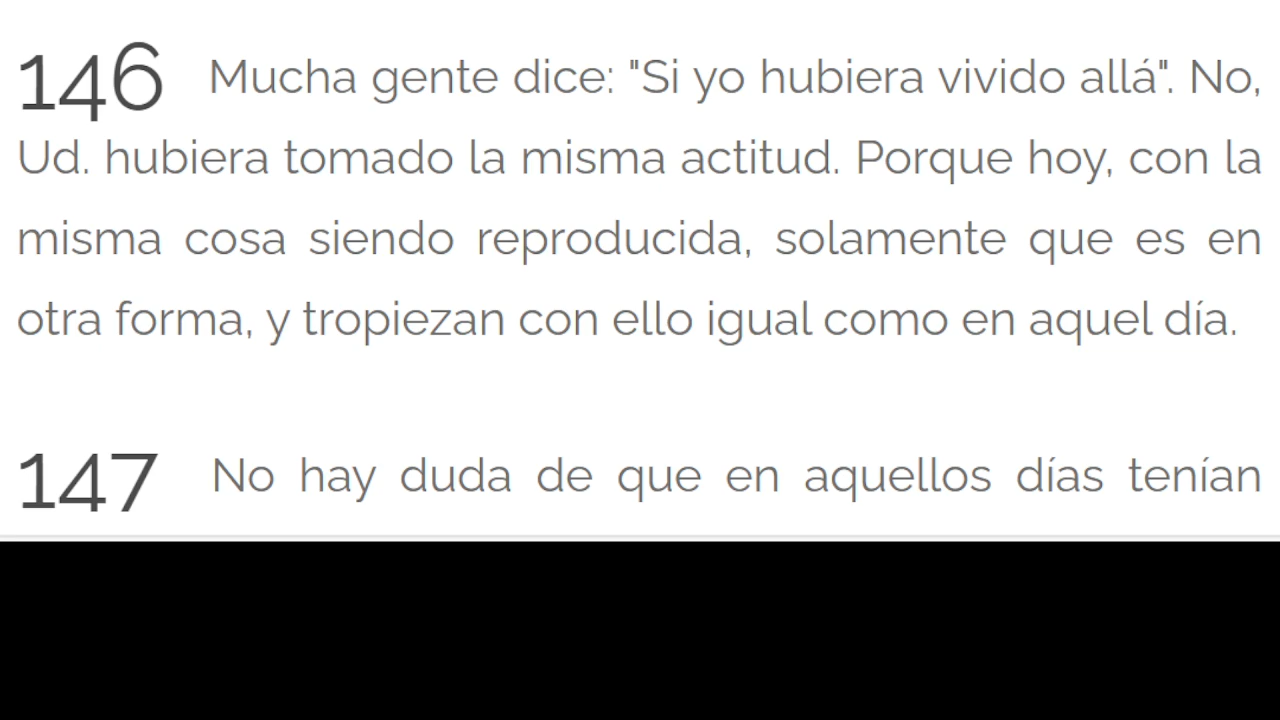 146 Mucha gente dice: "Si yo hubiera vivido allá". No,
Ud. hubiera tomado la misma actitud. Porque hoy, con la
misma cosa siendo reproducida, solamente que es en
otra forma, y tropiezan con ello igual como en aquel día.
147 No hay duda de que en aquellos días tenían